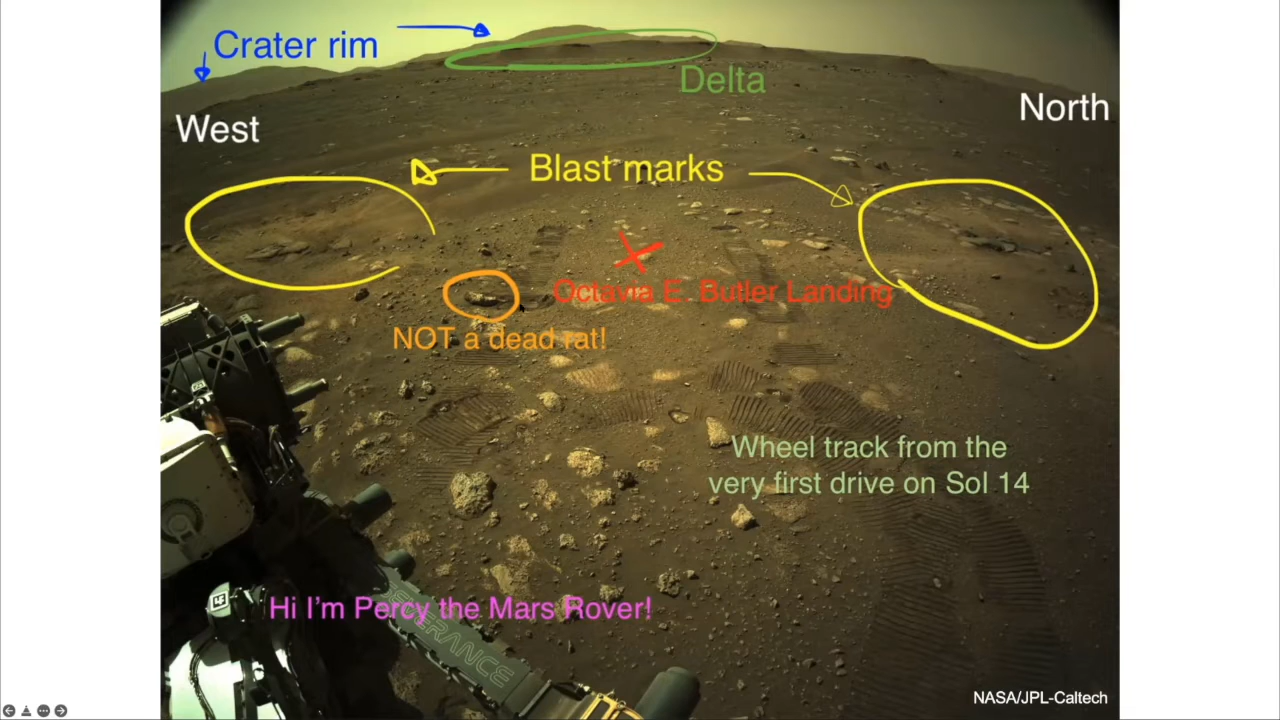 Crater rim
Delta
West
North
Blast marks
Octavia E. Butler Landing
NOT a dead rat!
Wheel track from the
very first drive on Sol 14
Hi I'm Percy the Mars Rover!
ERANCE
NASA/JPL-Caltech